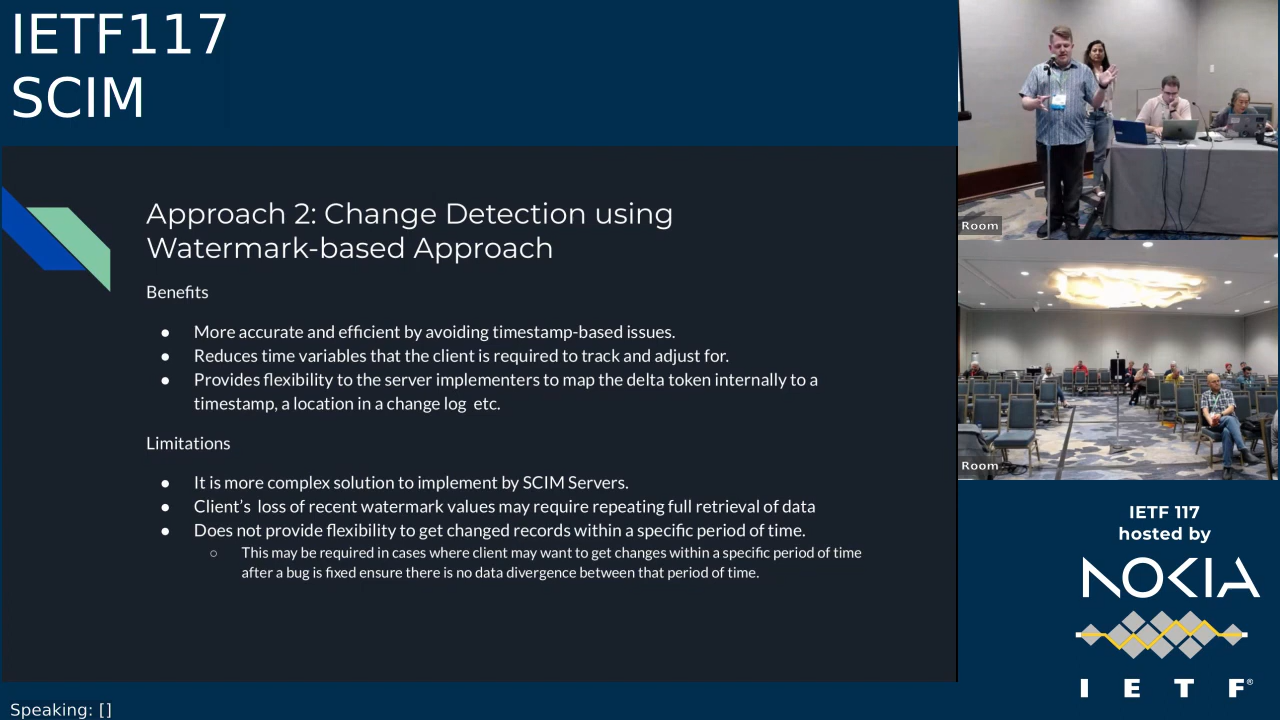 IETF117
SCIM
Approach 2: Change Detection using
Watermark-based Approach
Benefits
● More accurate and efficient by avoiding timestamp-based issues.
● Reduces time variables that the client is required to track and adjust for.
● Provides flexibility to the server implementers to map the delta token internally to a
timestamp, a location in a change log etc.
Limitations
● It is more complex solution to implement by SCIM Servers.
● Client's loss of recent watermark values may require repeating full retrieval of data
● Does not provide flexibility to get changed records within a specific period of time.
○ This may be required in cases where client may want to get changes within a specific period of time
after a bug is fixed ensure there is no data divergence between that period of time.
Speaking: []
Room
Room
IETF 117
hosted by
NOKIA
I E T F®